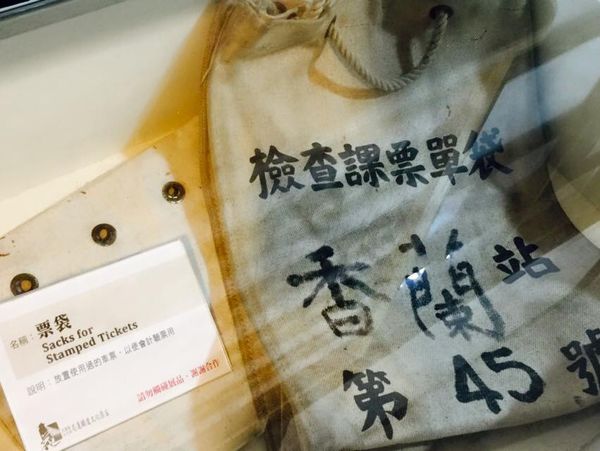 檢查課票單袋
香蘭站
第45號
名稱：票袋
Sacks for
Stamped Tickets
說明：放置使用過的車票，以便會計驗票用
請勿觸碰展品，謝謝合作